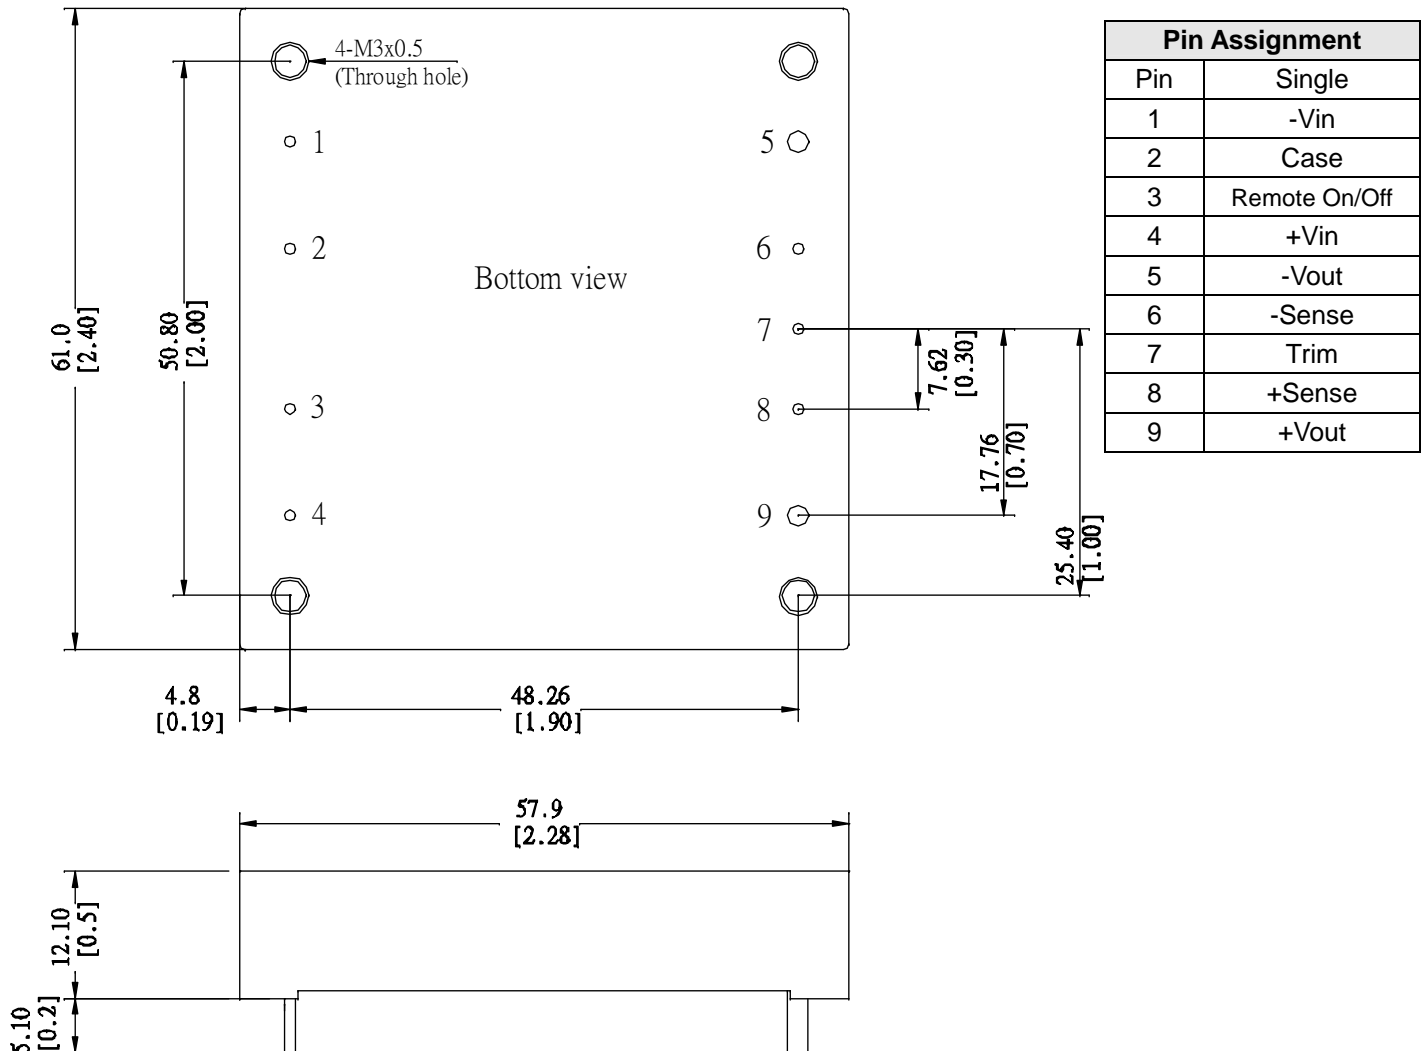 4-M3x0.5
(Through hole)
1
2
3
4
5
6
7
8
9
Bottom view
61.0
[2.40]
50.80
[2.00]
7.62
[0.30]
17.76
[0.70]
25.40
[1.00]
4.8
[0.19]
48.26
[1.90]
57.9
[2.28]
12.10
[0.5]
5.10
[0.2]
Pin Assignment
Pin Single
1 -Vin
2 Case
3 Remote On/Off
4 +Vin
5 -Vout
6 -Sense
7 Trim
8 +Sense
9 +Vout